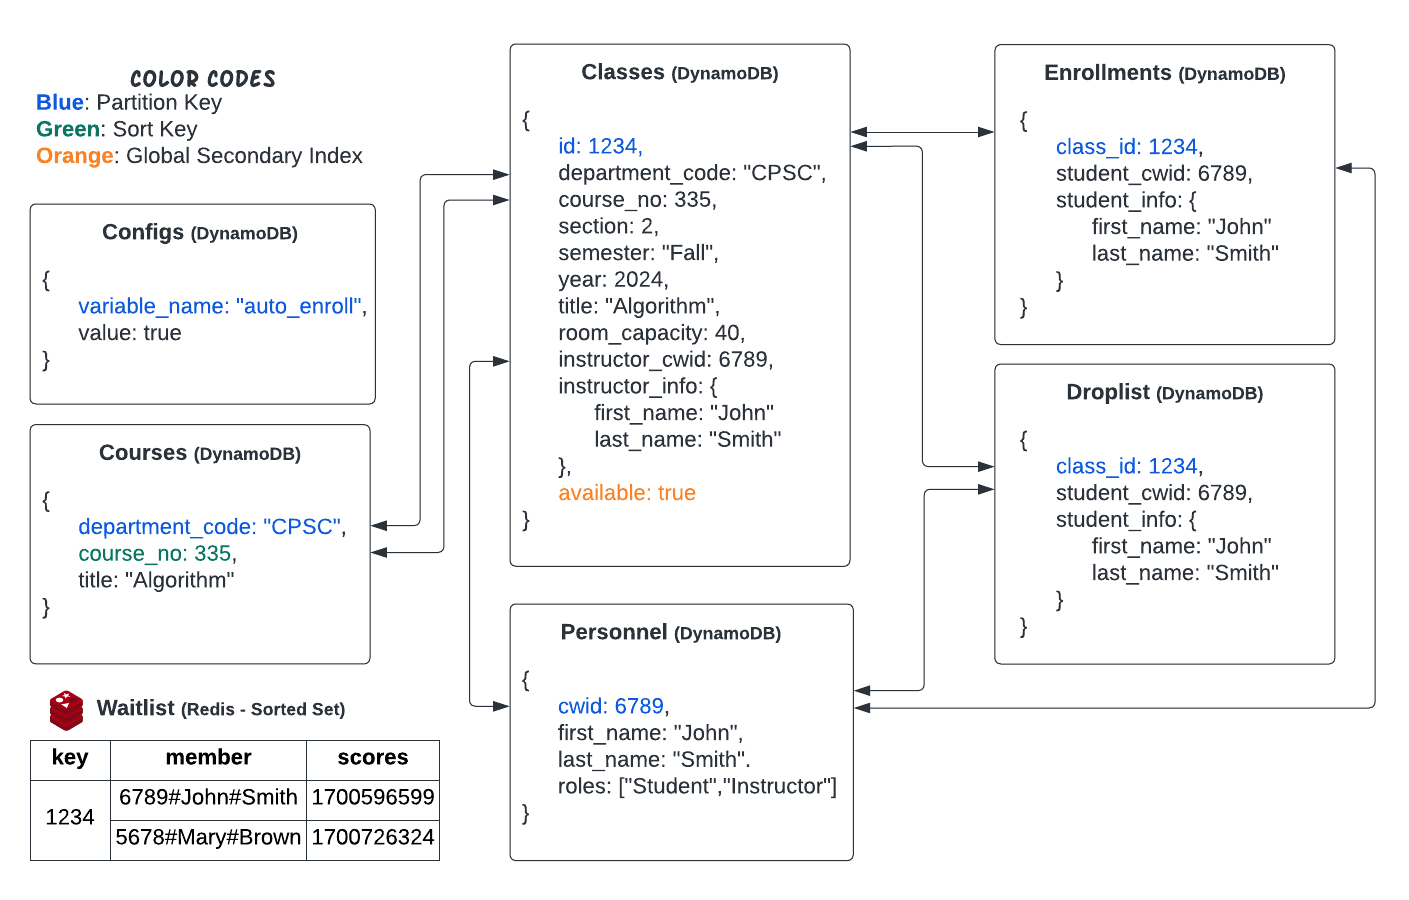 COLOR CODES
Blue: Partition Key
Green: Sort Key
Orange: Global Secondary Index
Configs (DynamoDB)
{
variable_name: "auto_enroll",
value: true
}
Courses (DynamoDB)
{
department_code: "CPSC",
course_no: 335,
title: "Algorithm"
}
Waitlist (Redis - Sorted Set)
key member scores
1234
6789#John#Smith 1700596599
5678#Mary#Brown 1700726324
Classes (DynamoDB)
{
id: 1234,
department_code: "CPSC",
course_no: 335,
section: 2,
semester: "Fall",
year: 2024,
title: "Algorithm",
room_capacity: 40,
instructor_cwid: 6789,
instructor_info: {
first_name: "John"
last_name: "Smith"
},
available: true
}
Personnel (DynamoDB)
{
cwid: 6789,
first_name: "John",
last_name: "Smith".
roles: ["Student","Instructor"]
}
Enrollments (DynamoDB)
{
class_id: 1234,
student_cwid: 6789,
student_info: {
first_name: "John"
last_name: "Smith"
}
}
Droplist (DynamoDB)
{
class_id: 1234,
student_cwid: 6789,
student_info: {
first_name: "John"
last_name: "Smith"
}
}